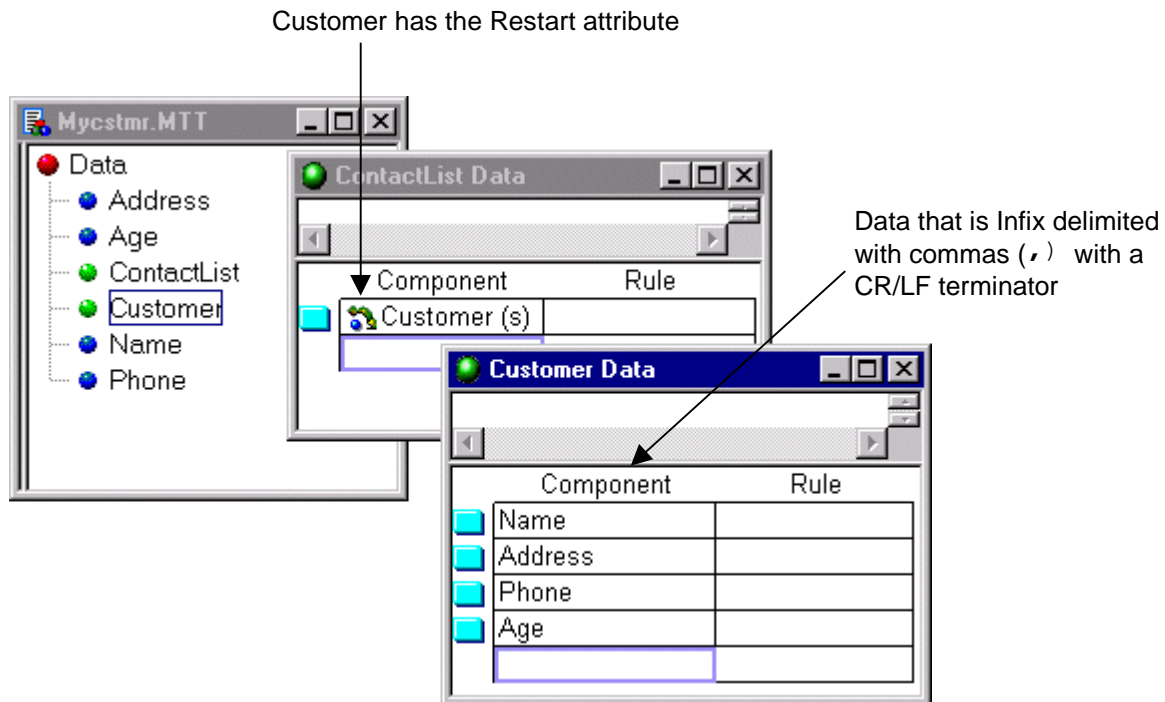 Customer has the Restart attribute
Mycstmr.MTT
Data
Address
Age
ContactList
Customer
Name
Phone
ContactList Data
Component Rule
Customer (s)
Data that is Infix delimited
with commas (,) with a
CR/LF terminator
Customer Data
Component Rule
Name
Address
Phone
Age